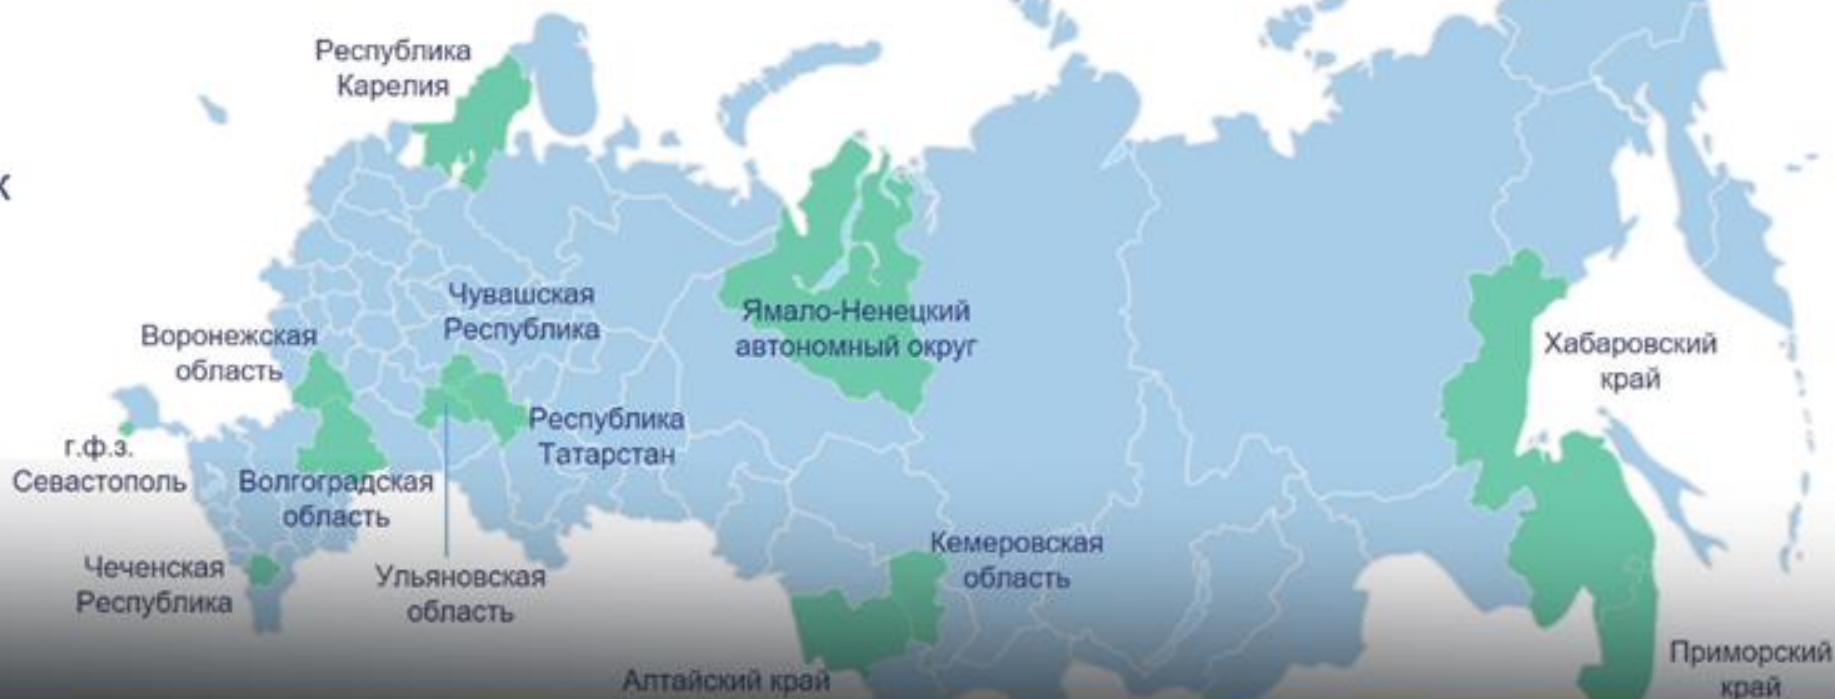 Республика
Карелия
к
Чувашская
Республика
Ямало-Ненецкий
автономный округ
Воронежская
область
Хабаровский
край
Республика
Татарстан
г.ф.з.
Севастополь
Волгоградская
область
Кемеровская
область
Чеченская
Республика
Ульяновская
область
Приморский
край
Алтайский край